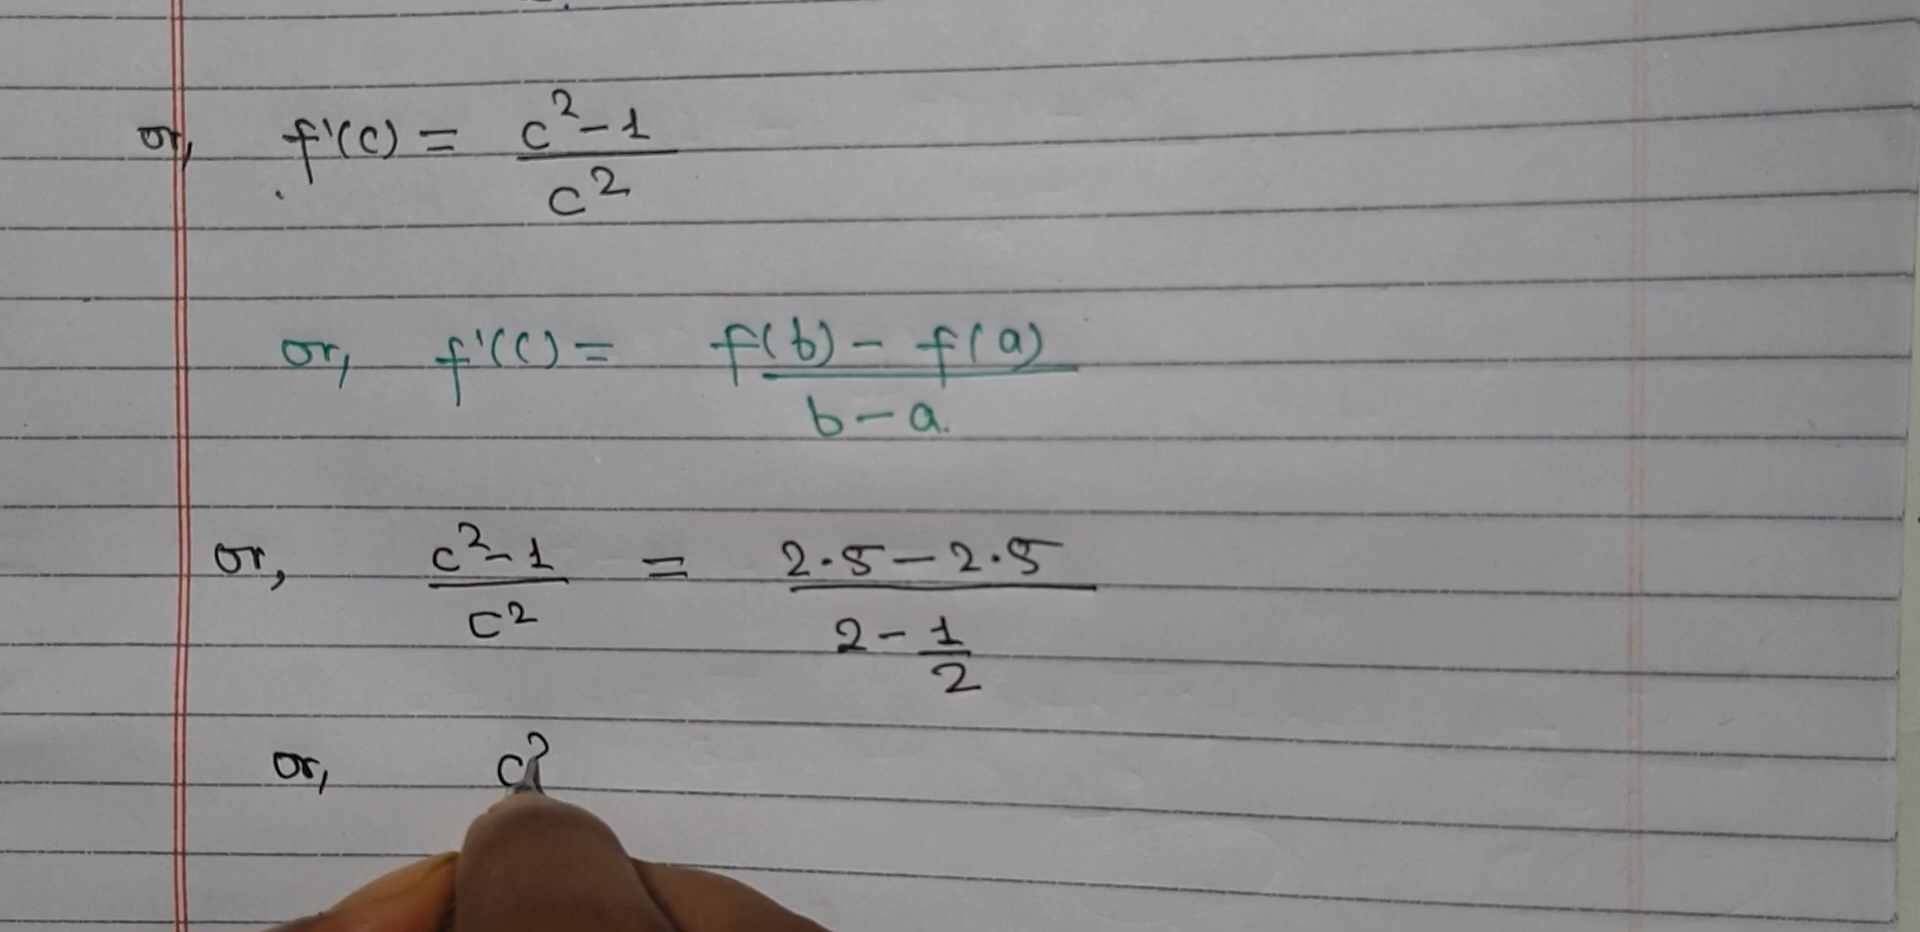 or, f'(c) = c²-1 / c²
or, f'(c) = f(b) - f(a) / b-a.
or, c²-1 / c² = 2.5-2.5 / 2-1/2
or, c²